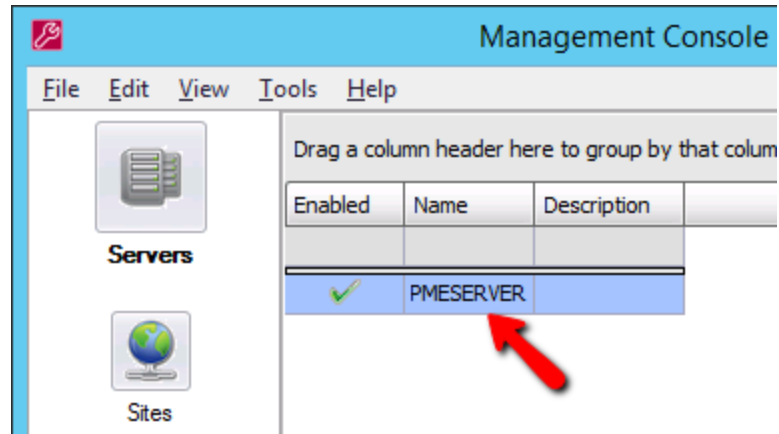 Management Console
File Edit View Tools Help
Drag a column header here to group by that colum
Enabled Name Description
Servers
PMESERVER
Sites